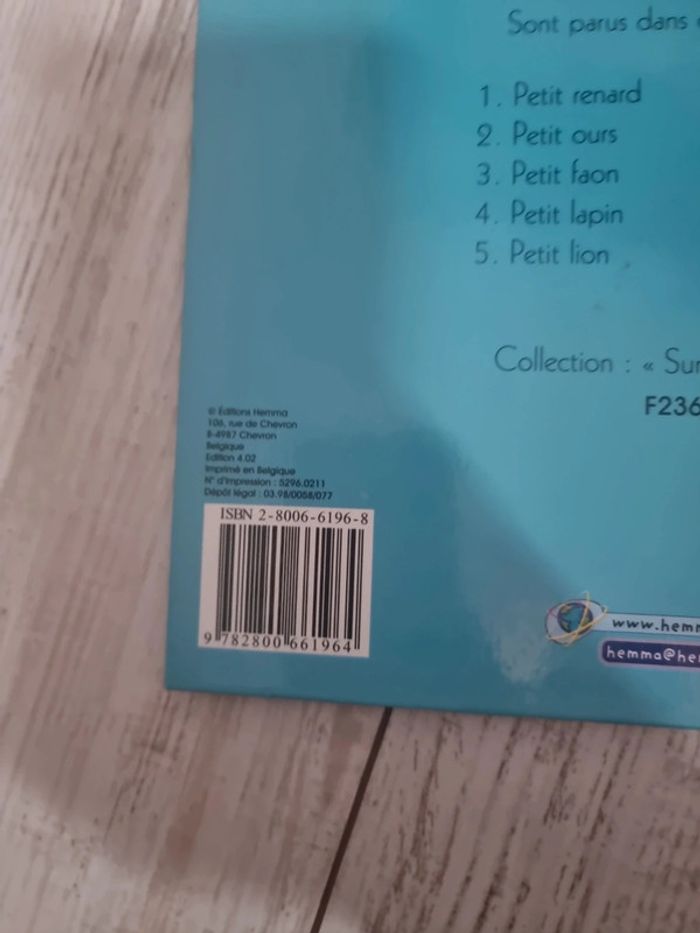 Sont parus dans
1. Petit renard
2. Petit ours
3. Petit faon
4. Petit lapin
5. Petit lion
Collection : « Sur
F236
© Éditions Hemma
106, rue de Chevron
B-4987 Chevron
Belgique
Edition 4.02
Imprimé en Belgique
N° d'impression : 5296.0211
Dépôt légal : 03.98/0058/077
ISBN 2-8006-6196-8
9 782800 661964
www.hemm
hemma@he